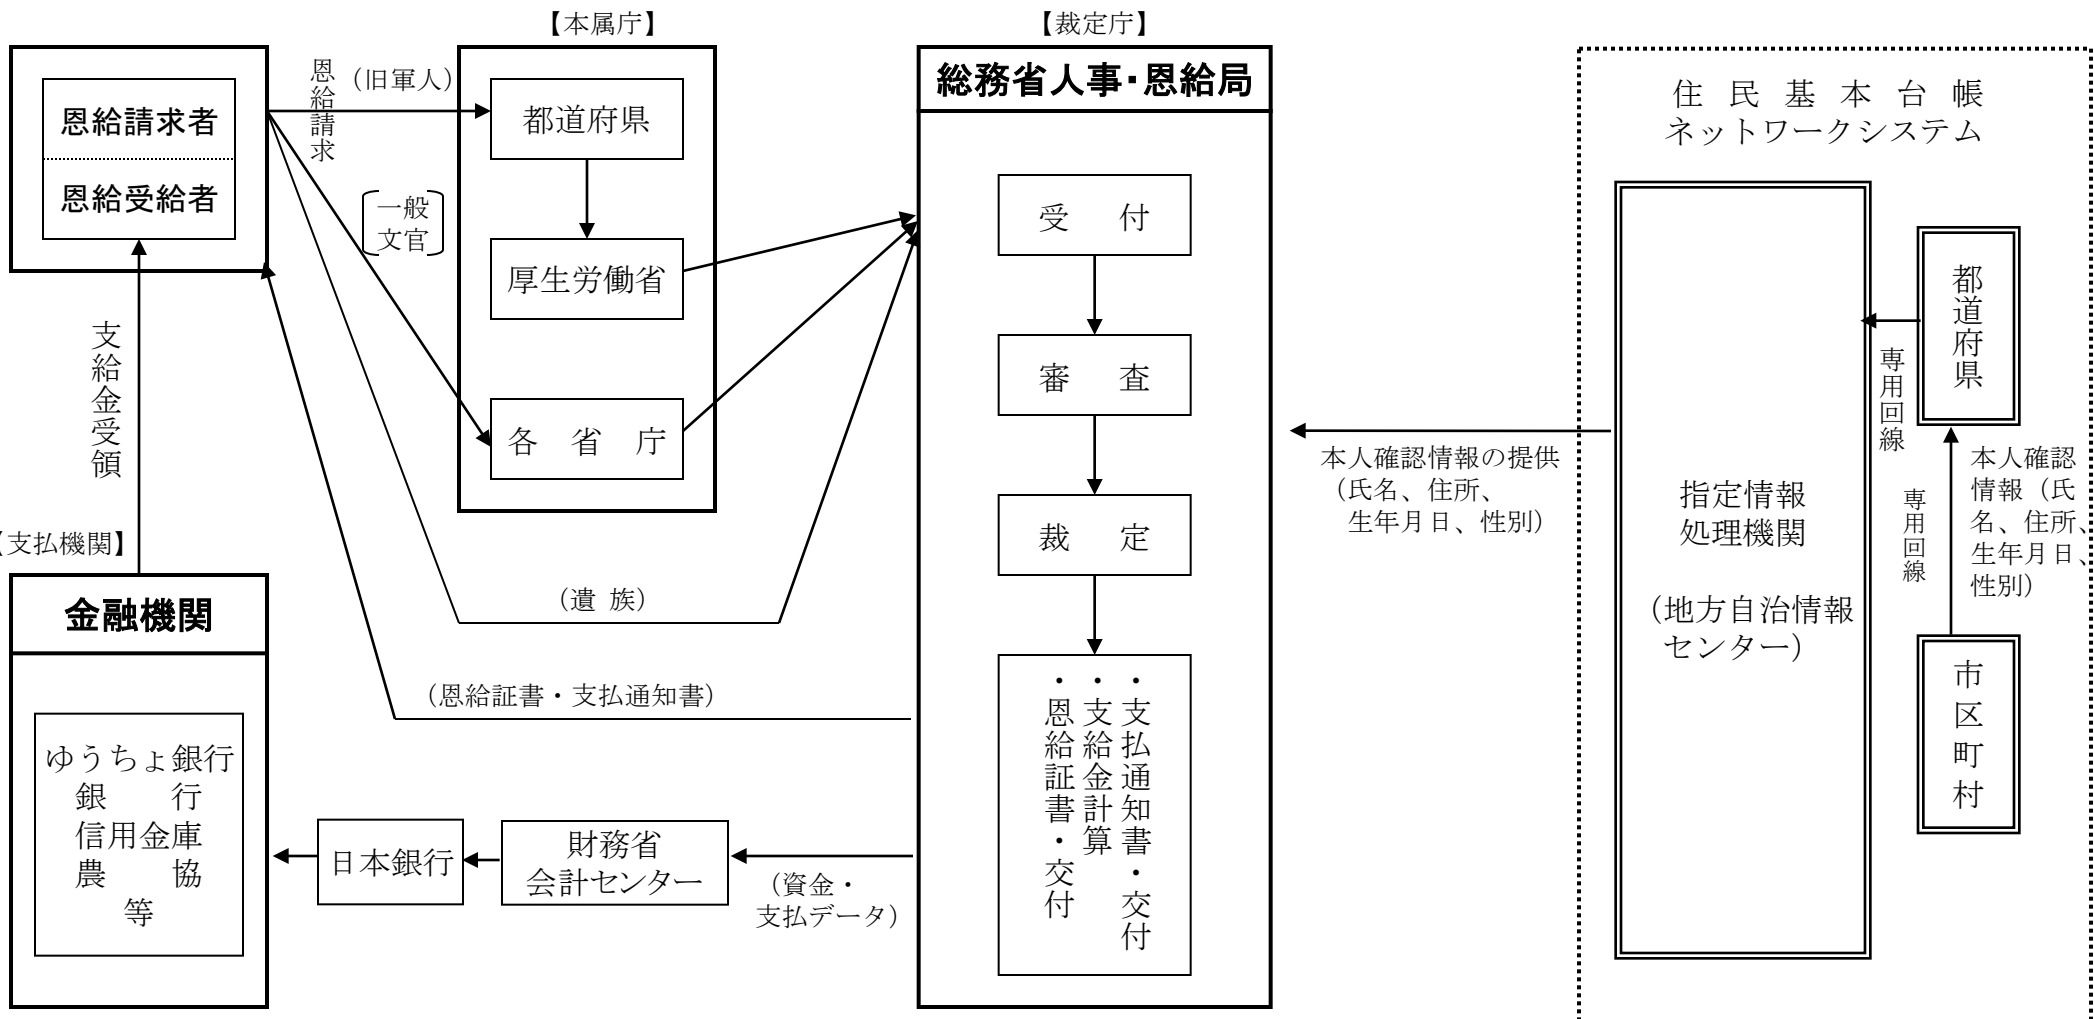 【本属庁】
【裁定庁】
恩給請求者
恩給受給者
恩給請求
（旧軍人）
都道府県
一般
文官
厚生労働省
各　省　庁
（遺 族）
（恩給証書・支払通知書）
支給金受領
【支払機関】
金融機関
ゆうちょ銀行
銀　　行
信用金庫
農　　協
等
日本銀行
財務省
会計センター
（資金・
支払データ）
総務省人事・恩給局
受　付
審　査
裁　定
・支払通知書・交付
・支給金計算
・恩給証書・交付
本人確認情報の提供
（氏名、住所、
生年月日、性別）
住 民 基 本 台 帳
ネットワークシステム
指定情報
処理機関
（地方自治情報
センター）
都道府県
専用回線
専用回線
本人確認
情報（氏
名、住所、
生年月日、
性別）
市区町村